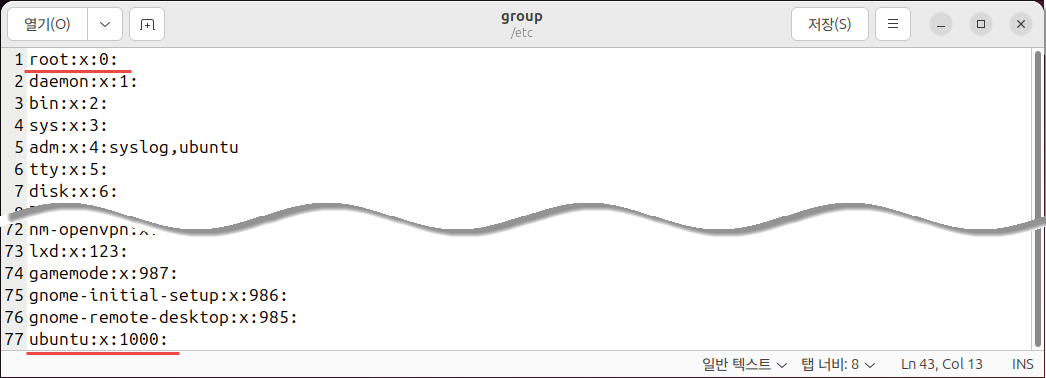 열기(O)
group
/etc
저장(S)
1 root:x:0:
2 daemon:x:1:
3 bin:x:2:
4 sys:x:3:
5 adm:x:4:syslog,ubuntu
6 tty:x:5:
7 disk:x:6:
72 nm-openvpn:x:
73 lxd:x:123:
74 gamemode:x:987:
75 gnome-initial-setup:x:986:
76 gnome-remote-desktop:x:985:
77 ubuntu:x:1000:
일반 텍스트 탭 너비: 8 Ln 43, Col 13 INS